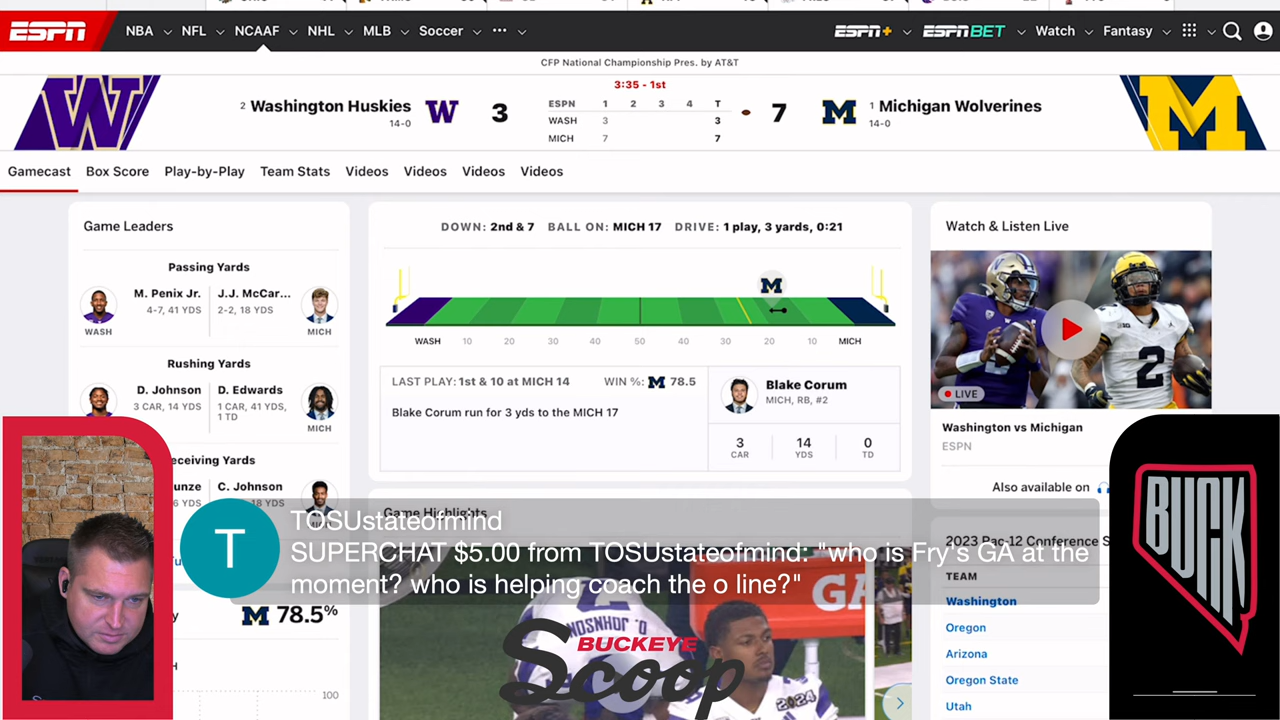 ESPN NBA NFL NCAAF NHL MLB Soccer ••• ESPN+ ESPN BET Watch Fantasy
CFP National Championship Pres. by AT&T
3:35 - 1st
W 2 Washington Huskies W 3
14-0
ESPN 1 2 3 4 T
WASH 3 3
MICH 7 7
7 M 1 Michigan Wolverines M
14-0
Gamecast Box Score Play-by-Play Team Stats Videos Videos Videos Videos
Game Leaders
Passing Yards
M. Penix Jr. J.J. McCar...
4-7, 41 YDS 2-2, 18 YDS
WASH MICH
Rushing Yards
D. Johnson D. Edwards
3 CAR, 14 YDS 1 CAR, 41 YDS,
1 TD
MICH
eceiving Yards
unze C. Johnson
6 YDS 18 YDS
M 78.5%
100
DOWN: 2nd & 7 BALL ON: MICH 17 DRIVE: 1 play, 3 yards, 0:21
M
WASH 10 20 30 40 50 40 30 20 10 MICH
LAST PLAY: 1st & 10 at MICH 14 WIN %: M 78.5
Blake Corum run for 3 yds to the MICH 17
Blake Corum
MICH, RB, #2
3 14 0
CAR YDS TD
Game Highlights
D. JOHNSON
GA
2024
Watch & Listen Live
2
LIVE
Washington vs Michigan
ESPN
Also available on
2023 Pac-12 Conference S
TEAM
Washington
Oregon
Arizona
Oregon State
Utah
T
TOSUstateofmind
SUPERCHAT $5.00 from TOSUstateofmind: "who is Fry's GA at the
moment? who is helping coach the o line?"
BUCKEYE
Scoop
BUCK